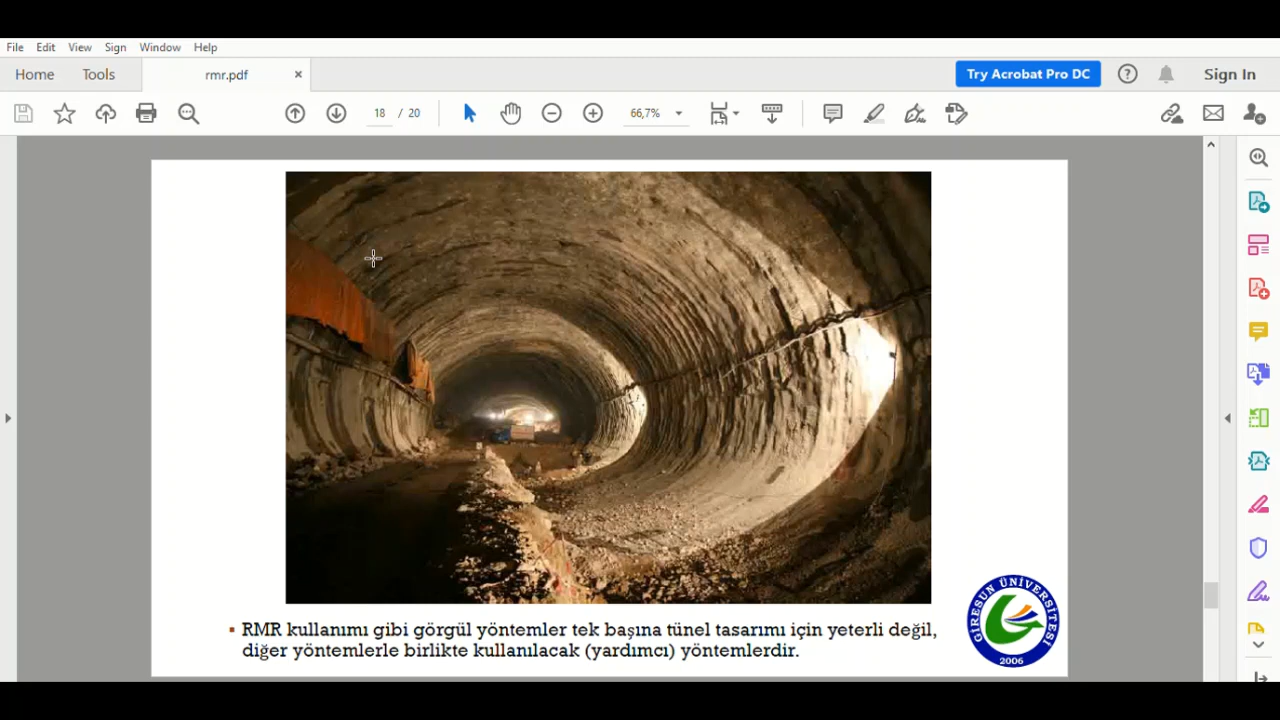 File Edit View Sign Window Help
Home Tools rmr.pdf × Try Acrobat Pro DC ? Sign In
18 / 20 66,7%
▪ RMR kullanımı gibi görgül yöntemler tek başına tünel tasarımı için yeterli değil,
diğer yöntemlerle birlikte kullanılacak (yardımcı) yöntemlerdir.
GİRESUN ÜNİVERSİTESİ
2006